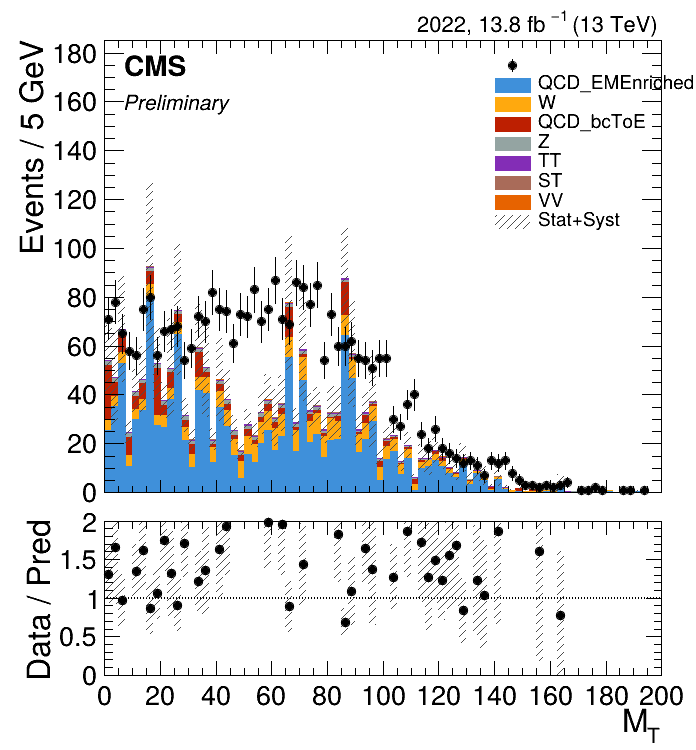 2022, 13.8 fb⁻¹ (13 TeV)
CMS
Preliminary
QCD_EMEnriched
W
QCD_bcToE
Z
TT
ST
VV
Stat+Syst
Events / 5 GeV
180
160
140
120
100
80
60
40
20
0
Data / Pred
2
1.5
1
0.5
0
0 20 40 60 80 100 120 140 160 180 200
M_T